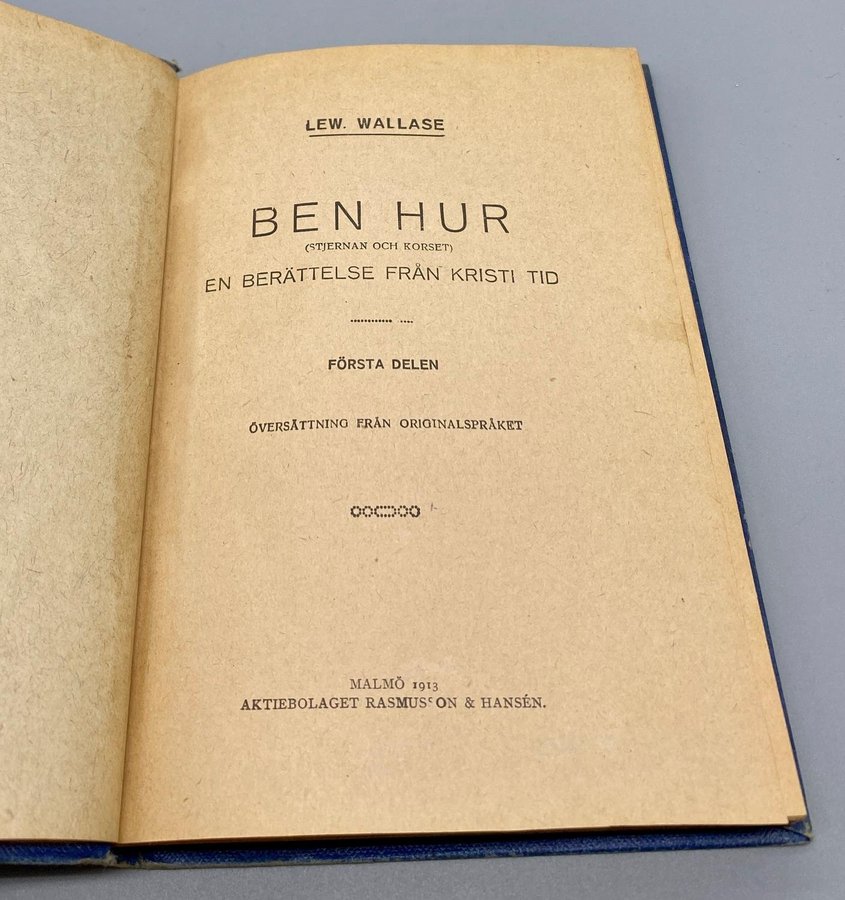 LEW. WALLASE
BEN HUR
(STJERNAN OCH KORSET)
EN BERÄTTELSE FRÅN KRISTI TID
FÖRSTA DELEN
ÖVERSÄTTNING FRÅN ORIGINALSPRÅKET
MALMÖ 1913
AKTIEBOLAGET RASMUSSON & HANSÉN.